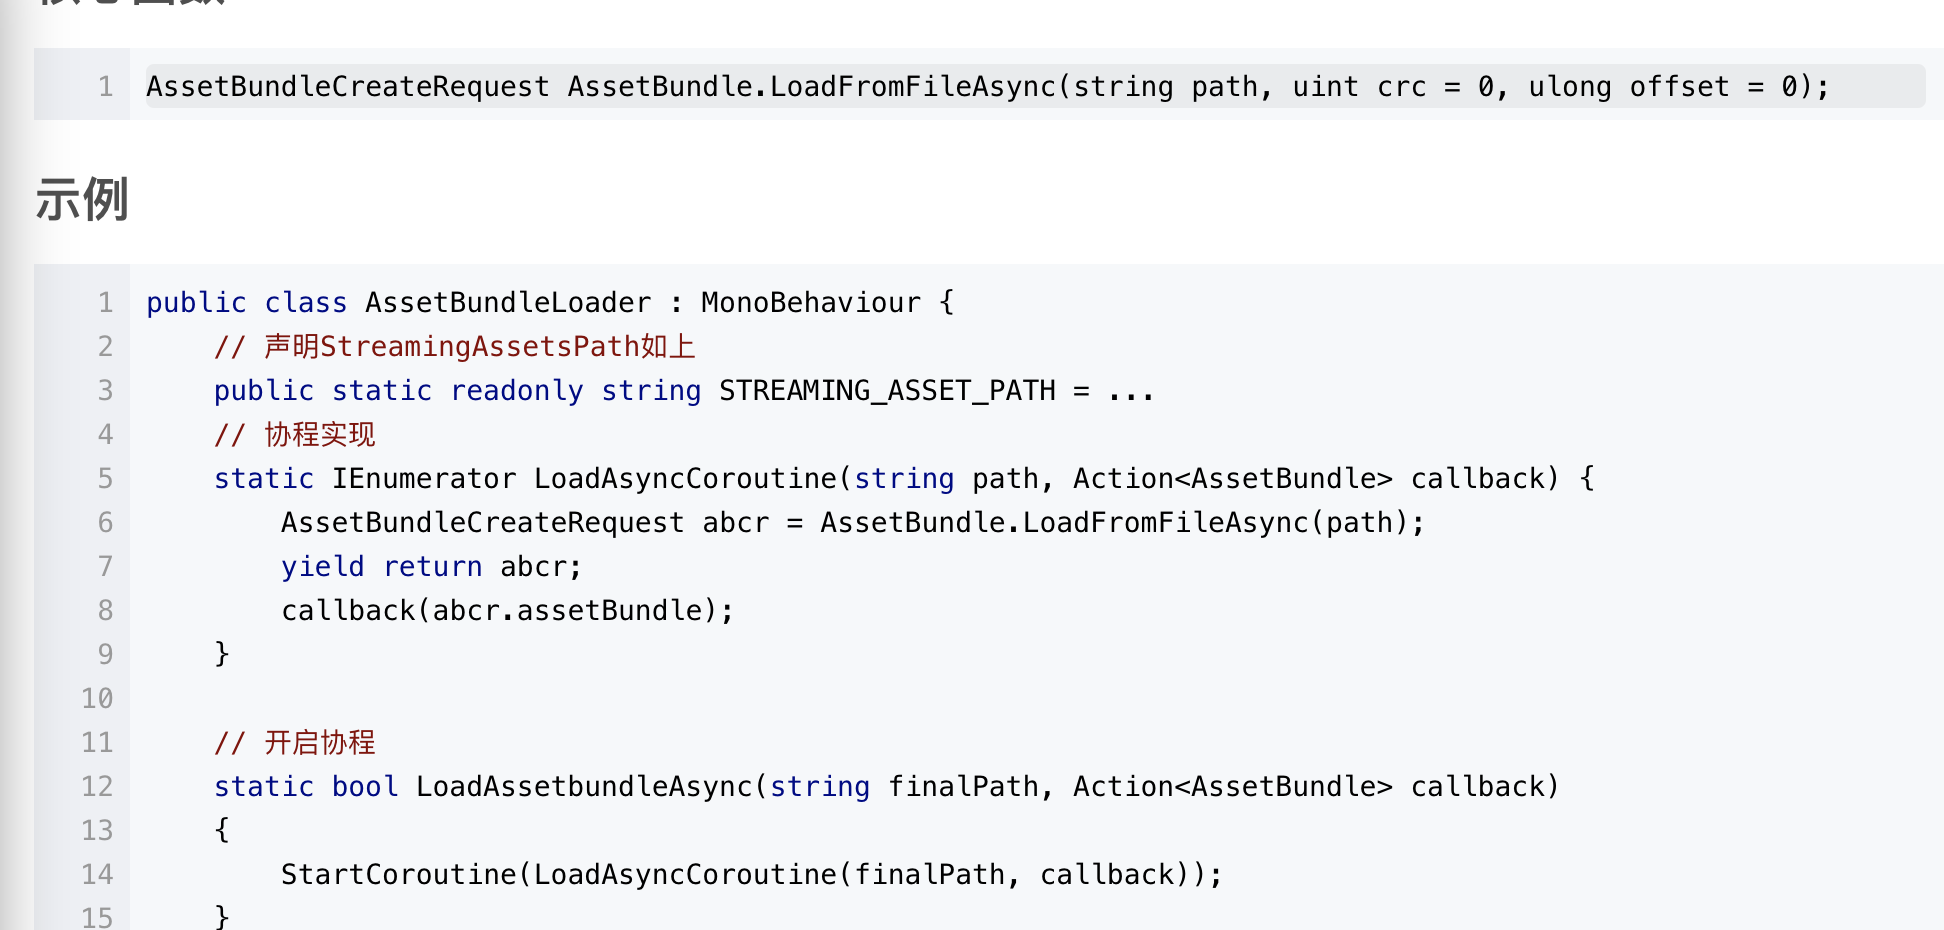 核心函数
1 AssetBundleCreateRequest AssetBundle.LoadFromFileAsync(string path, uint crc = 0, ulong offset = 0);
示例
1 public class AssetBundleLoader : MonoBehaviour {
2     // 声明StreamingAssetsPath如上
3     public static readonly string STREAMING_ASSET_PATH = ...
4     // 协程实现
5     static IEnumerator LoadAsyncCoroutine(string path, Action<AssetBundle> callback) {
6         AssetBundleCreateRequest abcr = AssetBundle.LoadFromFileAsync(path);
7         yield return abcr;
8         callback(abcr.assetBundle);
9     }
10
11     // 开启协程
12     static bool LoadAssetbundleAsync(string finalPath, Action<AssetBundle> callback)
13     {
14         StartCoroutine(LoadAsyncCoroutine(finalPath, callback));
15     }